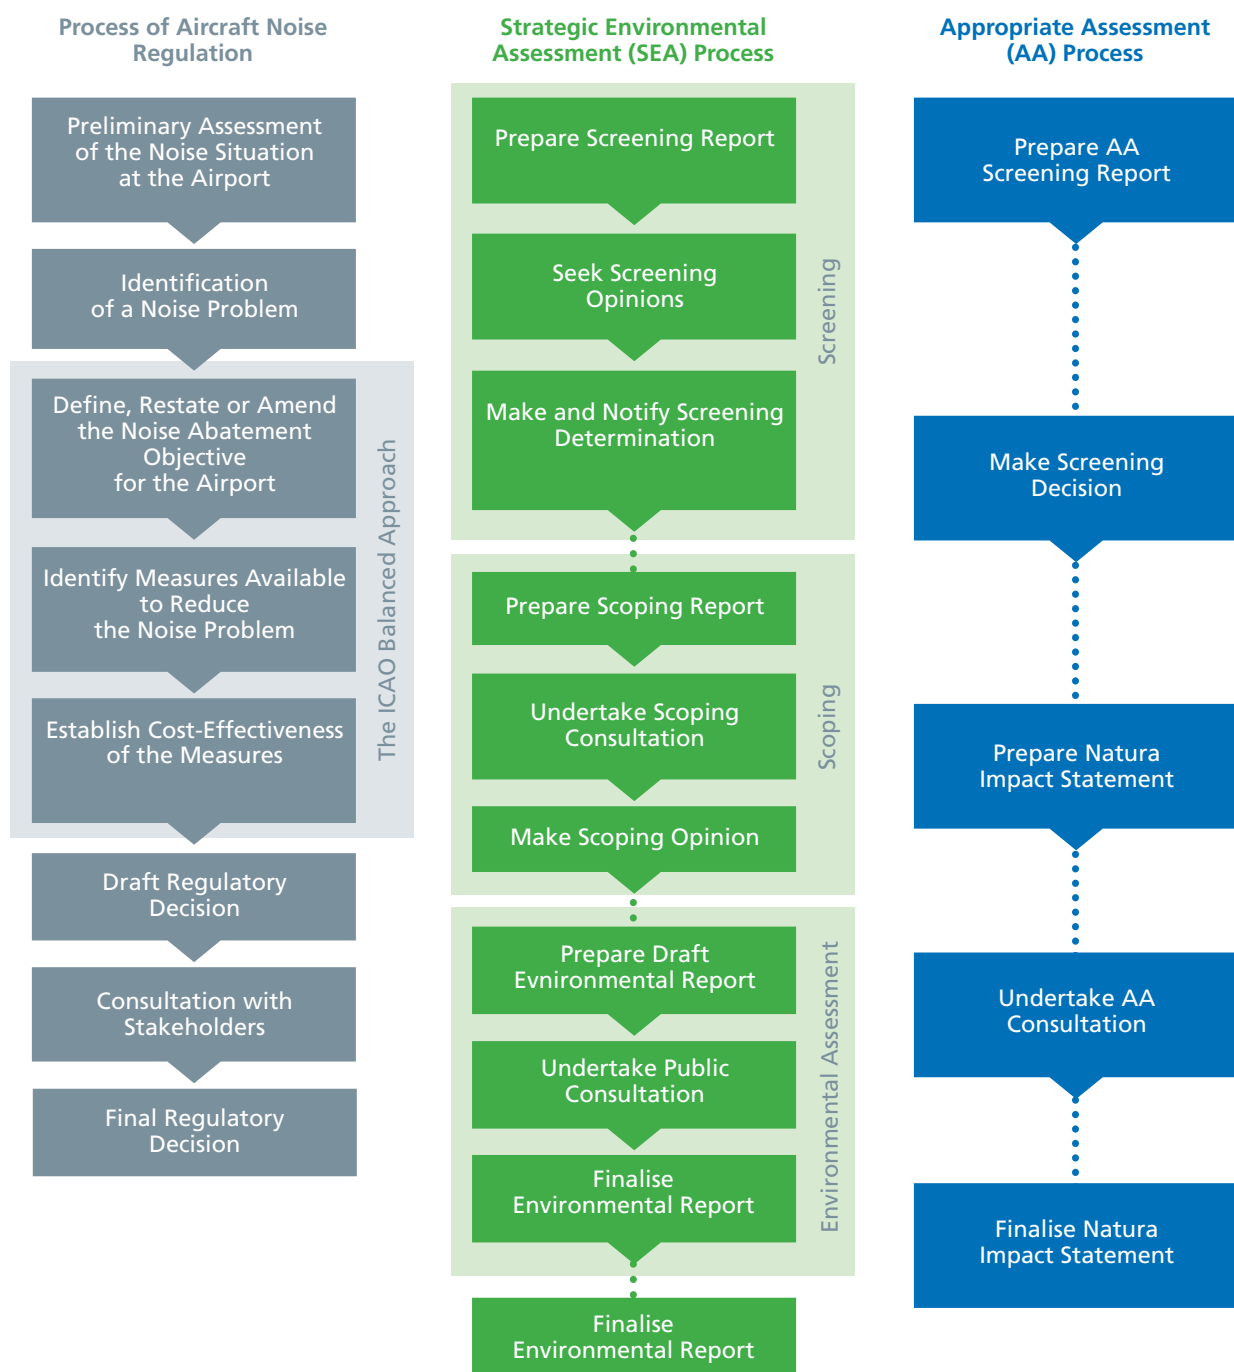 Process of Aircraft Noise
Regulation
Preliminary Assessment
of the Noise Situation
at the Airport
Identification
of a Noise Problem
Define, Restate or Amend
the Noise Abatement
Objective
for the Airport
Identify Measures Available
to Reduce
the Noise Problem
Establish Cost-Effectiveness
of the Measures
The ICAO Balanced Approach
Draft Regulatory
Decision
Consultation with
Stakeholders
Final Regulatory
Decision
Strategic Environmental
Assessment (SEA) Process
Prepare Screening Report
Seek Screening
Opinions
Make and Notify Screening
Determination
Screening
Prepare Scoping Report
Undertake Scoping
Consultation
Make Scoping Opinion
Scoping
Prepare Draft
Evnironmental Report
Undertake Public
Consultation
Finalise
Environmental Report
Environmental Assessment
Finalise
Environmental Report
Appropriate Assessment
(AA) Process
Prepare AA
Screening Report
Make Screening
Decision
Prepare Natura
Impact Statement
Undertake AA
Consultation
Finalise Natura
Impact Statement